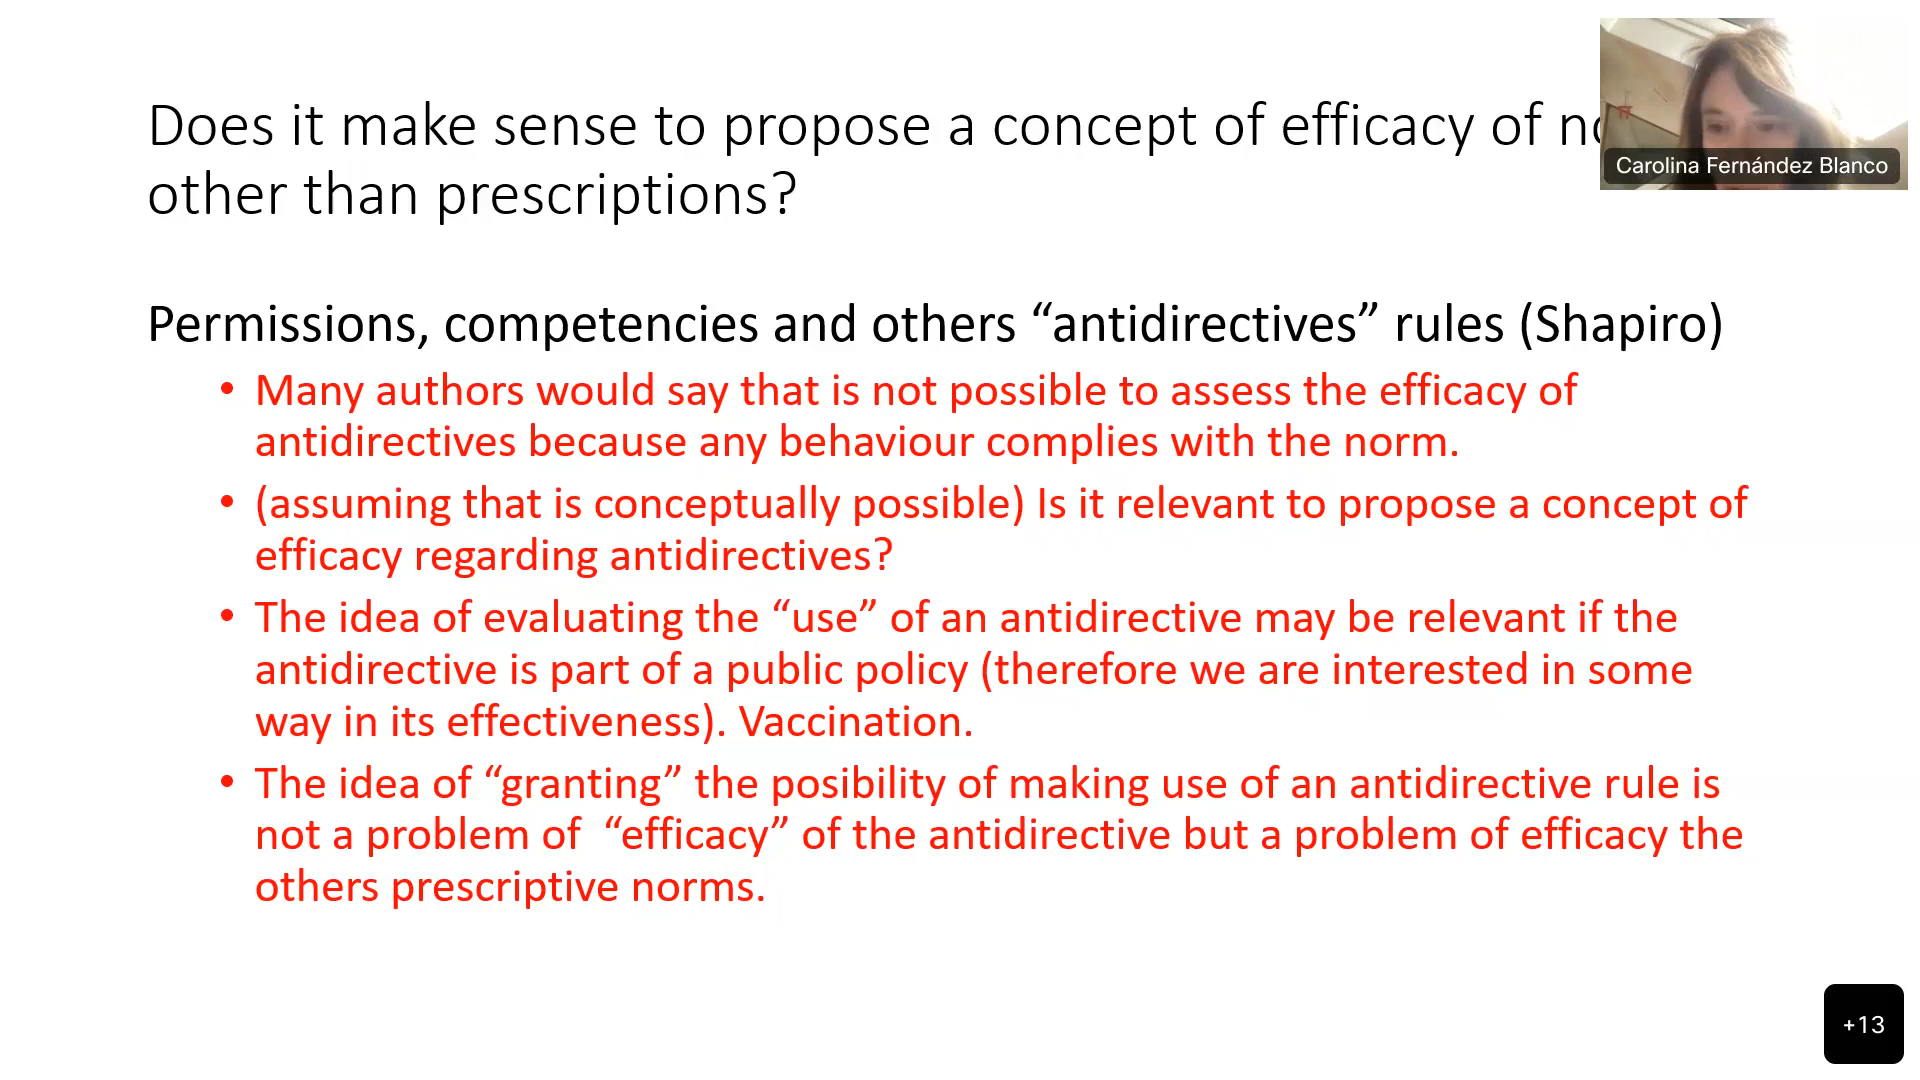 Does it make sense to propose a concept of efficacy of
other than prescriptions?
Carolina Fernández Blanco
Permissions, competencies and others “antidirectives” rules (Shapiro)
• Many authors would say that is not possible to assess the efficacy of
antidirectives because any behaviour complies with the norm.
• (assuming that is conceptually possible) Is it relevant to propose a concept of
efficacy regarding antidirectives?
• The idea of evaluating the “use” of an antidirective may be relevant if the
antidirective is part of a public policy (therefore we are interested in some
way in its effectiveness). Vaccination.
• The idea of “granting” the posibility of making use of an antidirective rule is
not a problem of “efficacy” of the antidirective but a problem of efficacy the
others prescriptive norms.
+13